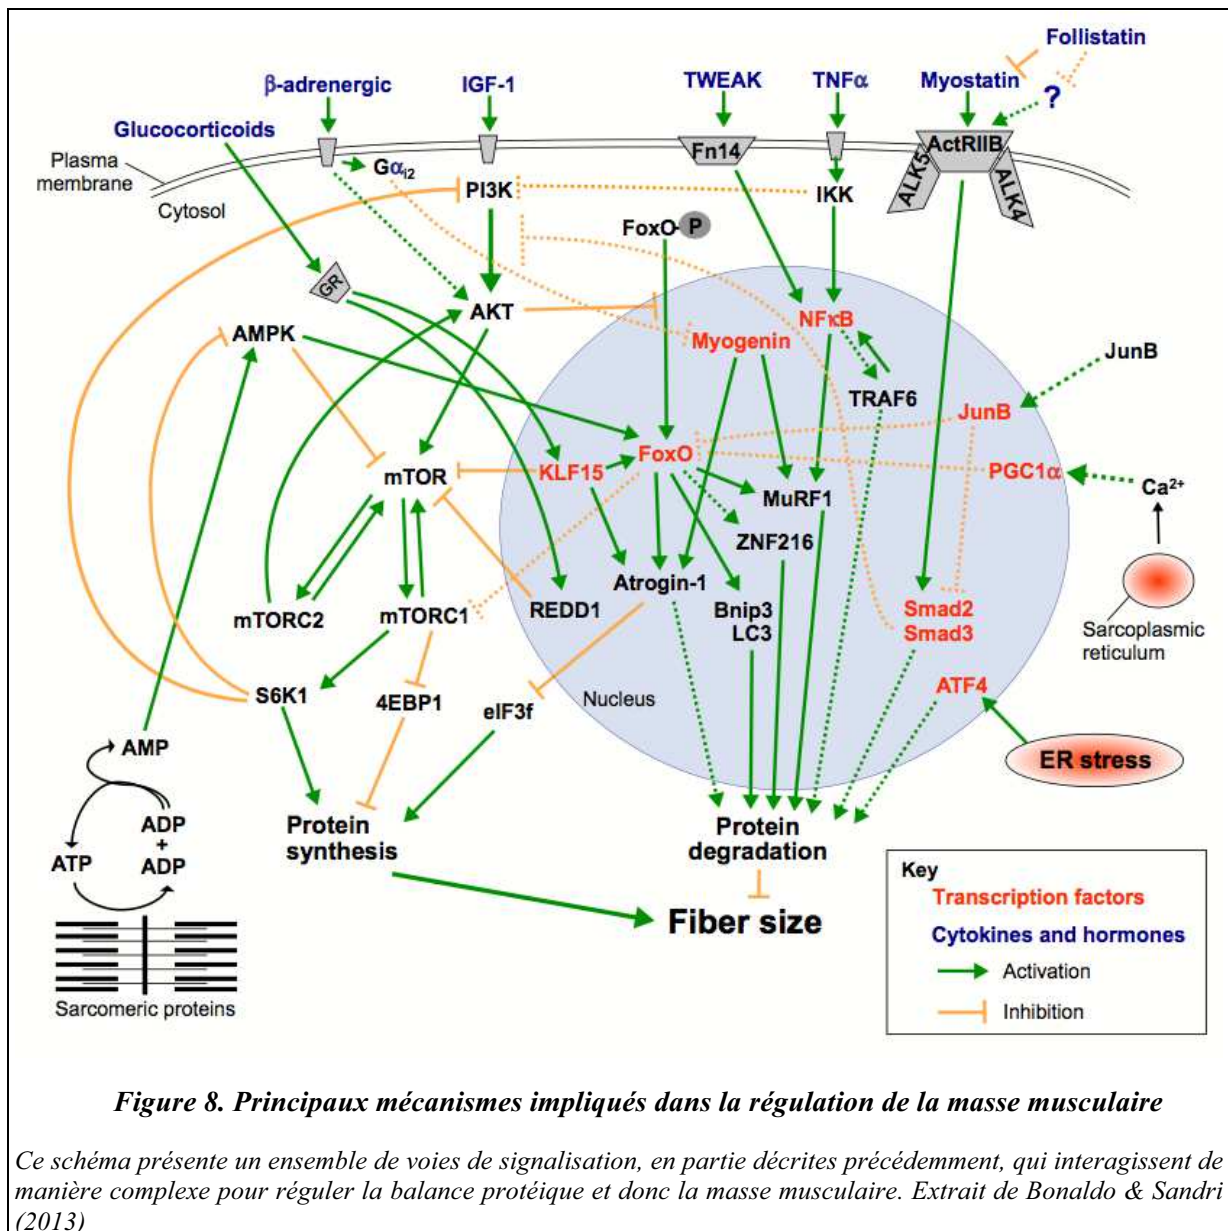 Follistatin
β-adrenergic
IGF-1
TWEAK
TNFα
Myostatin
?
Glucocorticoids
Plasma
membrane
Cytosol
Gαi2
PI3K
Fn14
IKK
ActRIIB
ALK5
ALK4
FoxO- P
GR
AKT
AMPK
NFκB
Myogenin
JunB
TRAF6
JunB
FoxO
KLF15
mTOR
PGC1α
Ca2+
MuRF1
ZNF216
Atrogin-1
REDD1
mTORC2
mTORC1
Bnip3
LC3
Smad2
Smad3
Sarcoplasmic
reticulum
S6K1
4EBP1
eIF3f
Nucleus
ATF4
AMP
ER stress
ADP
+
ADP
ATP
Protein
synthesis
Protein
degradation
Fiber size
Sarcomeric proteins
Key
Transcription factors
Cytokines and hormones
Activation
Inhibition
Figure 8. Principaux mécanismes impliqués dans la régulation de la masse musculaire
Ce schéma présente un ensemble de voies de signalisation, en partie décrites précédemment, qui interagissent de
manière complexe pour réguler la balance protéique et donc la masse musculaire. Extrait de Bonaldo & Sandri
(2013)